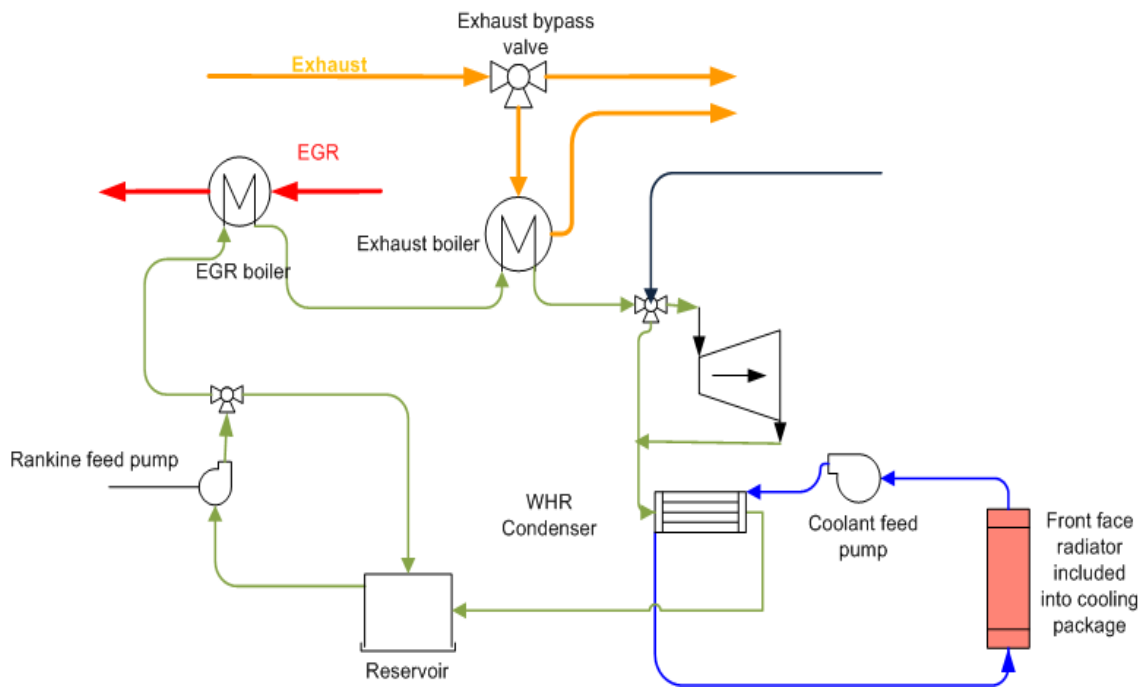 Exhaust bypass
valve
Exhaust
EGR
Exhaust boiler
EGR boiler
Rankine feed pump
WHR
Condenser
Coolant feed
pump
Front face
radiator
included
into cooling
package
Reservoir